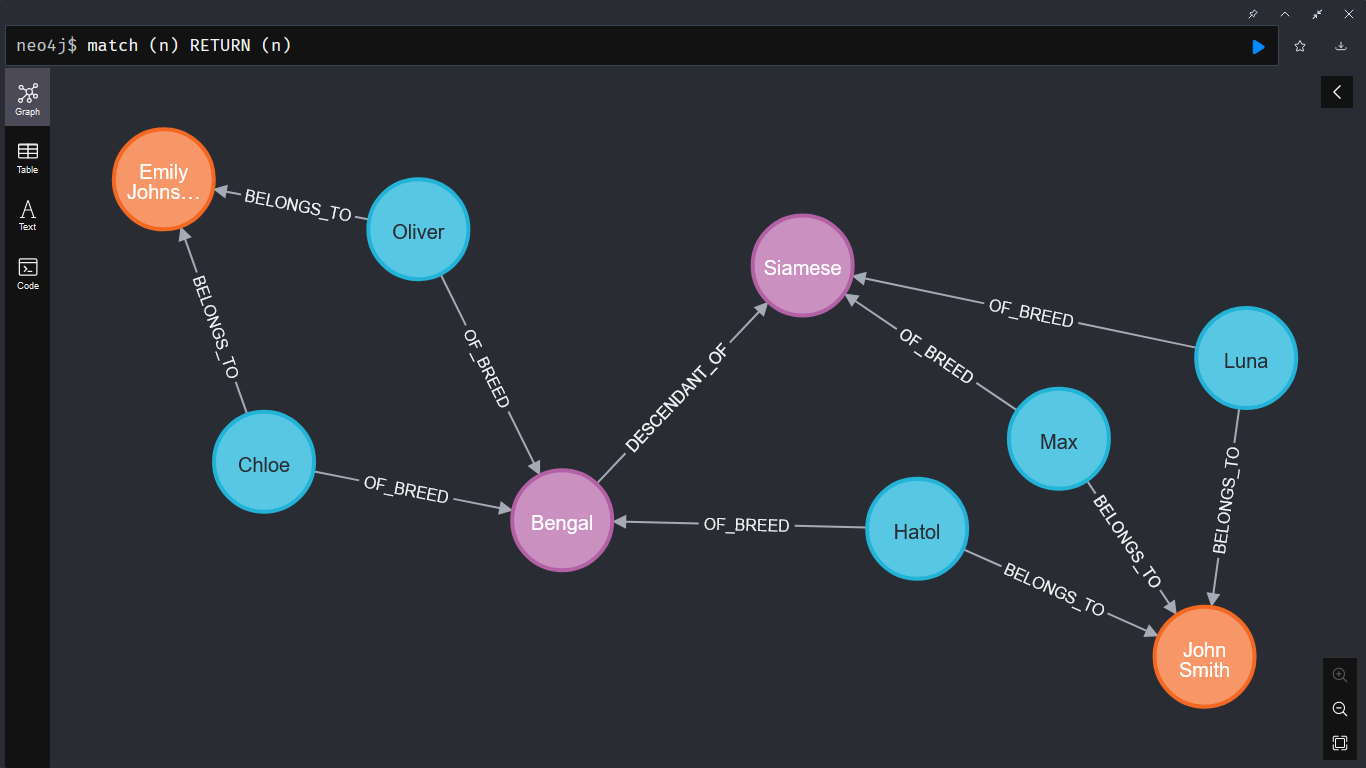 neo4j$ match (n) RETURN (n)
Graph
Table
Text
Code
Emily
Johns…
BELONGS_TO
Oliver
BELONGS_TO
OF_BREED
Chloe
OF_BREED
Bengal
DESCENDANT_OF
Siamese
OF_BREED
OF_BREED
Luna
Max
OF_BREED
Hatol
BELONGS_TO
BELONGS_TO
BELONGS_TO
John
Smith